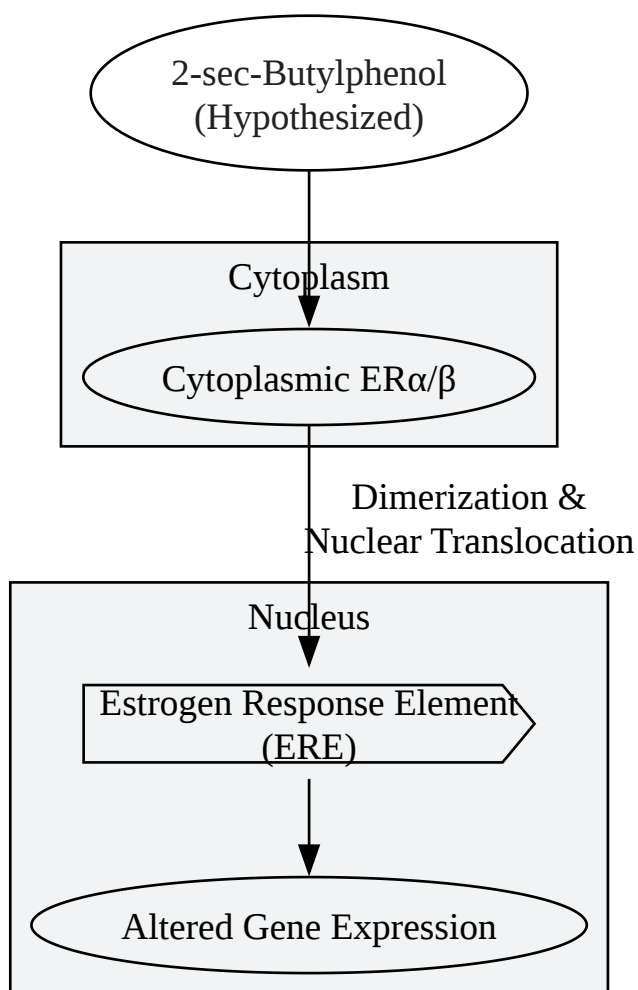 2-sec-Butylphenol
(Hypothesized)
Cytoplasm
Cytoplasmic ERα/β
Dimerization &
Nuclear Translocation
Nucleus
Estrogen Response Element
(ERE)
Altered Gene Expression